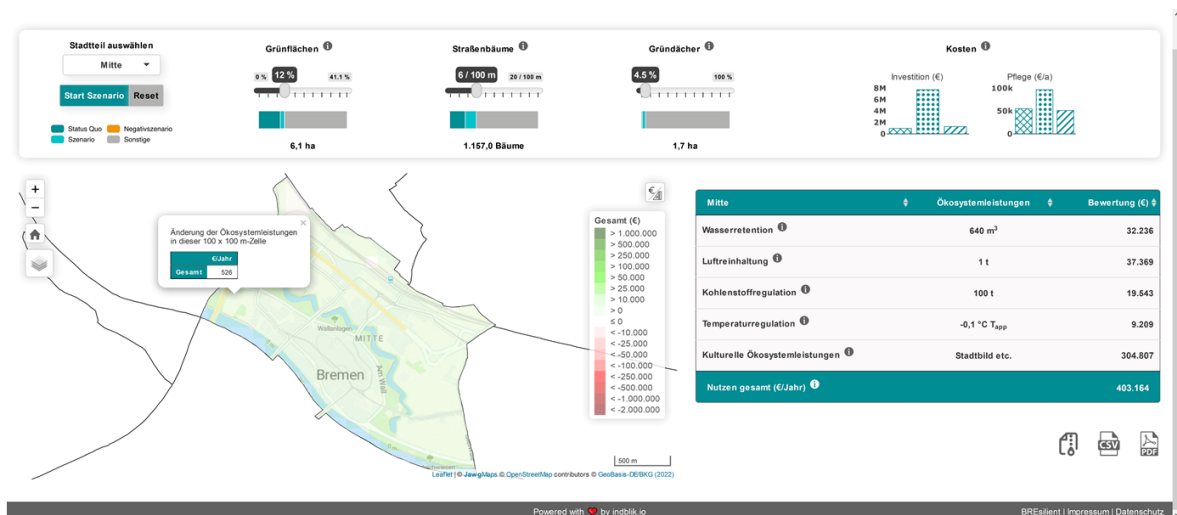 Stadtteil auswählen
Mitte
Start Szenario Reset
Status Quo Negativszenario
Szenario Sonstige
Grünflächen
0 % 12 % 41.1 %
6,1 ha
Straßenbäume
6 / 100 m 20 / 100 m
1.157,0 Bäume
Gründächer
4.5 % 100 %
1,7 ha
Kosten
Investition (€)
8M
6M
4M
2M
0
Pflege (€/a)
100k
50k
0
+
−
Änderung der Ökosystemleistungen
in dieser 100 x 100 m-Zelle
×
€/Jahr
Gesamt 526
Wallanlagen
MITTE
Bremen
Am Wall
€
Gesamt (€)
> 1.000.000
> 500.000
> 250.000
> 100.000
> 50.000
> 25.000
> 10.000
> 0
≤ 0
< -10.000
< -25.000
< -50.000
< -100.000
< -250.000
< -500.000
< -1.000.000
< -2.000.000
500 m
Leaflet | © JawgMaps © OpenStreetMap contributors © GeoBasis-DE/BKG (2022)
Mitte Ökosystemleistungen Bewertung (€)
Wasserretention 640 m³ 32.236
Luftreinhaltung 1 t 37.369
Kohlenstoffregulation 100 t 19.543
Temperaturregulation -0,1 °C Tapp 9.209
Kulturelle Ökosystemleistungen Stadtbild etc. 304.807
Nutzen gesamt (€/Jahr) 403.164
CSV
PDF
Powered with ❤ by indblik.io
BREsilient | Impressum | Datenschutz